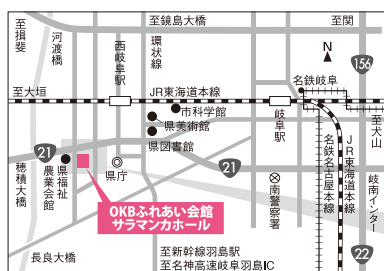 至鏡島大橋
至関
至揖斐
河渡橋
西岐阜駅
環状線
N
156
名鉄岐阜
至大垣
JR東海道本線
市科学館
県美術館
県図書館
岐阜駅
至犬山
21
県福祉
農業会館
県庁
21
名鉄名古屋本線
JR東海道本線
岐南インター
穂積大橋
OKBふれあい会館
サラマンカホール
南警察署
長良大橋
至新幹線羽島駅
至名神高速岐阜羽島IC
22